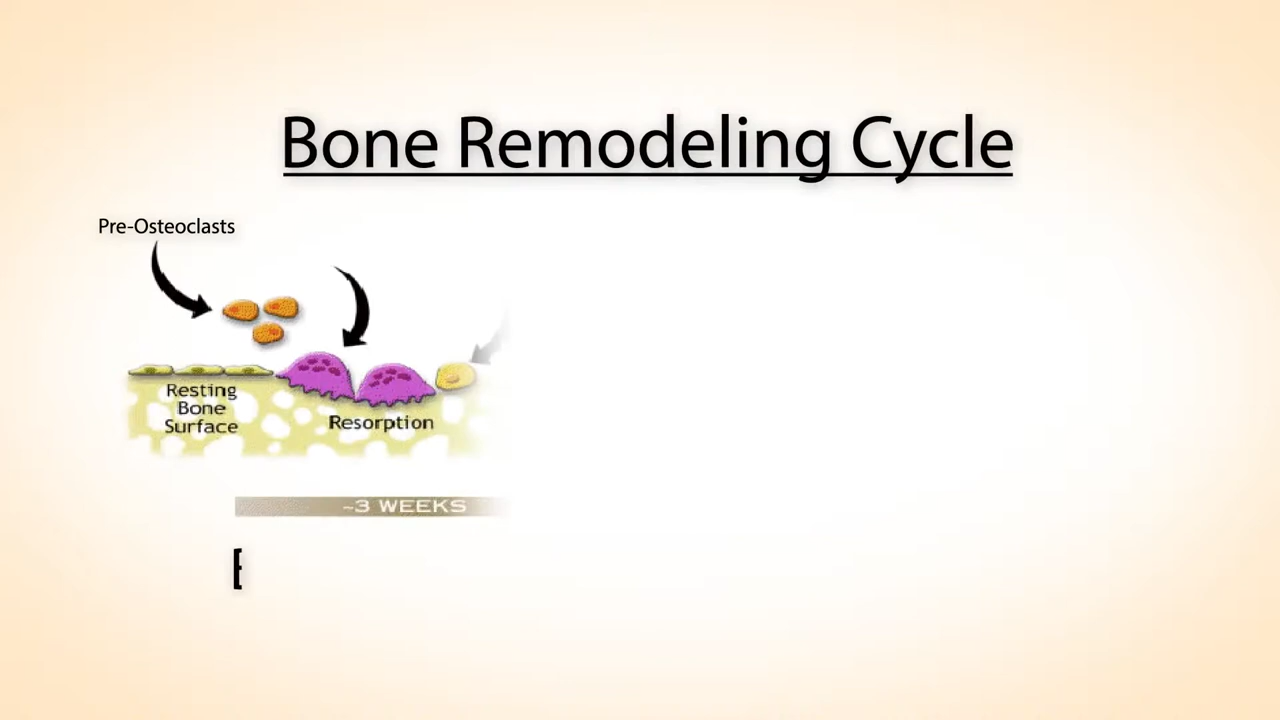 Bone Remodeling Cycle
Pre-Osteoclasts
Resting
Bone
Surface
Resorption
~3 WEEKS